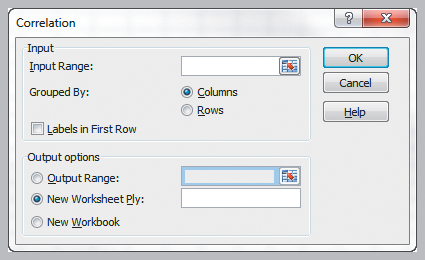 Correlation
?
Input
Input Range:
Grouped By:
Columns
Rows
Labels in First Row
Output options
Output Range:
New Worksheet Ply:
New Workbook
OK
Cancel
Help